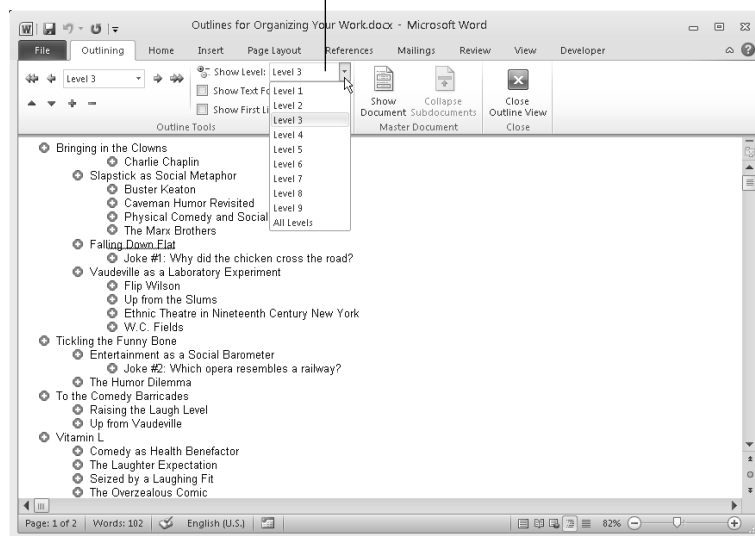 Outlines for Organizing Your Work.docx - Microsoft Word
File Outlining Home Insert Page Layout References Mailings Review View Developer
Level 3
Show Level: Level 3
Show Text Fo
Show First Li
Outline Tools
Show Document
Collapse Subdocuments
Master Document
Close Outline View
Close
Level 1
Level 2
Level 3
Level 4
Level 5
Level 6
Level 7
Level 8
Level 9
All Levels
Bringing in the Clowns
Charlie Chaplin
Slapstick as Social Metaphor
Buster Keaton
Caveman Humor Revisited
Physical Comedy and Social
The Marx Brothers
Falling Down Flat
Joke #1: Why did the chicken cross the road?
Vaudeville as a Laboratory Experiment
Flip Wilson
Up from the Slums
Ethnic Theatre in Nineteenth Century New York
W.C. Fields
Tickling the Funny Bone
Entertainment as a Social Barometer
Joke #2: Which opera resembles a railway?
The Humor Dilemma
To the Comedy Barricades
Raising the Laugh Level
Up from Vaudeville
Vitamin L
Comedy as Health Benefactor
The Laughter Expectation
Seized by a Laughing Fit
The Overzealous Comic
Page: 1 of 2 Words: 102 English (U.S.) 82%